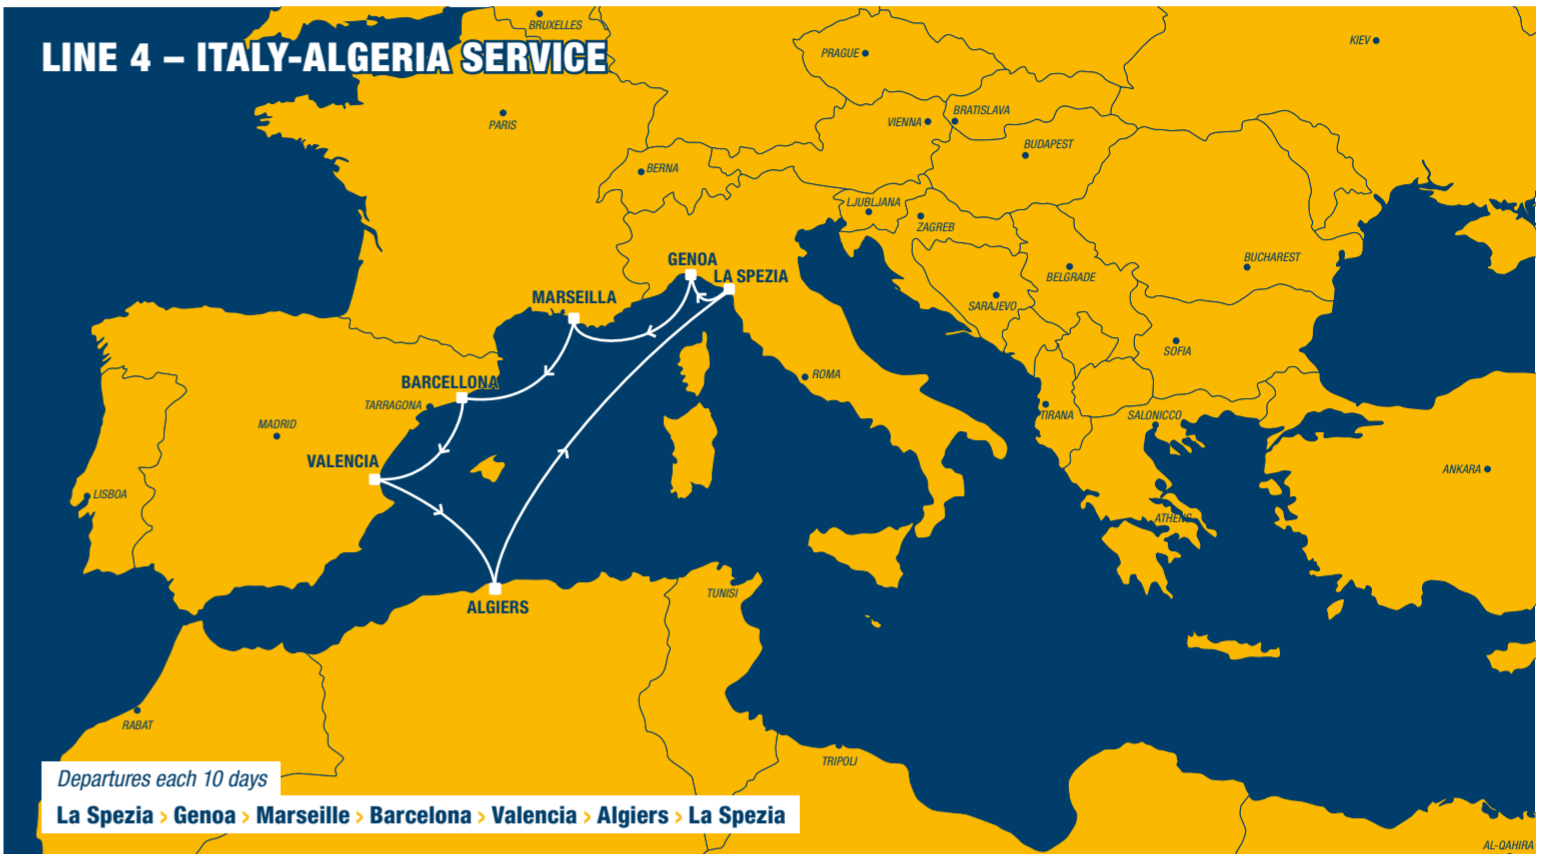 LINE 4 – ITALY-ALGERIA SERVICE
BRUXELLES
KIEV
PRAGUE
PARIS
VIENNA
BRATISLAVA
BUDAPEST
BERNA
LJUBLJANA
ZAGREB
GENOA
LA SPEZIA
BELGRADE
BUCHAREST
MARSEILLA
SARAJEVO
SOFIA
BARCELLONA
ROMA
TARRAGONA
TIRANA
SALONICCO
MADRID
VALENCIA
ANKARA
LISBOA
ATHENS
TUNISI
ALGIERS
RABAT
TRIPOLI
Departures each 10 days
La Spezia › Genoa › Marseille › Barcelona › Valencia › Algiers › La Spezia
AL-QAHIRA